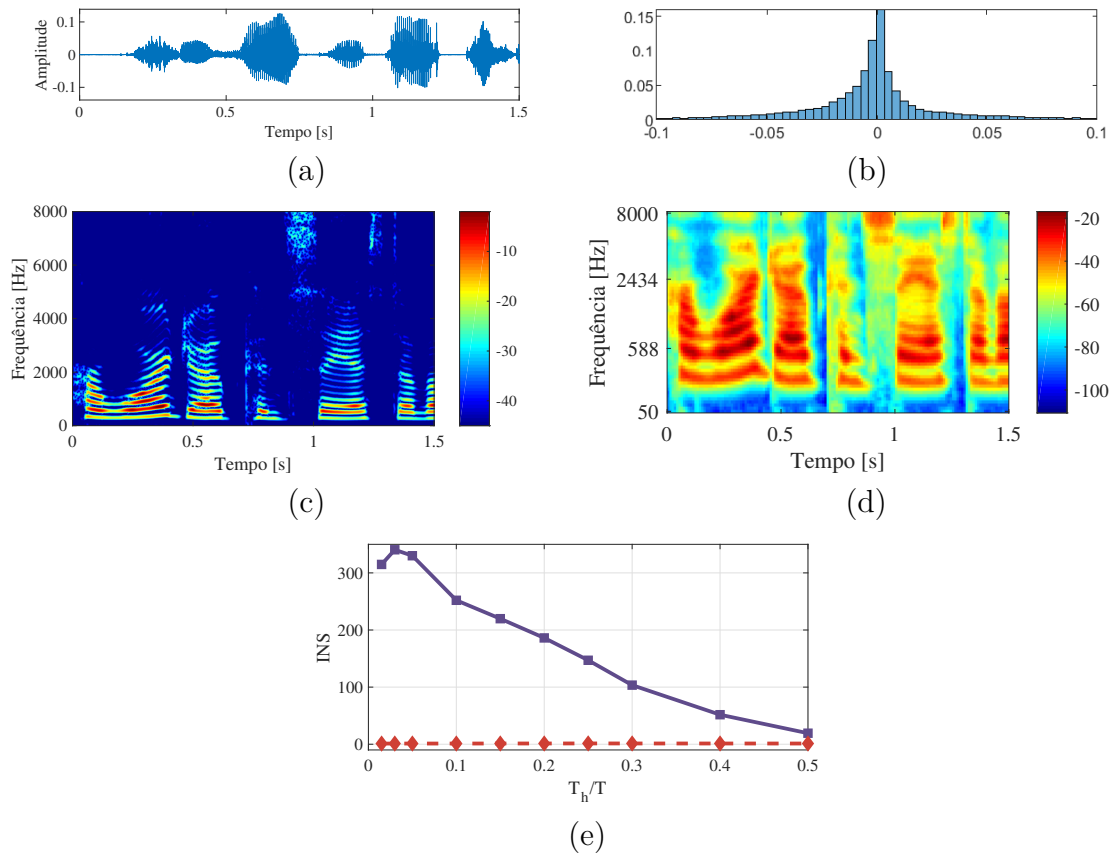 0.1
0
-0.1
Amplitude
0 0.5 1 1.5
Tempo [s]
(a)
0.15
0.1
0.05
0
-0.1 -0.05 0 0.05 0.1
(b)
8000
6000
4000
2000
0
Frequência [Hz]
0 0.5 1 1.5
Tempo [s]
-10
-20
-30
-40
(c)
8000
2434
588
50
Frequência [Hz]
0 0.5 1 1.5
Tempo [s]
-20
-40
-60
-80
-100
(d)
300
200
100
0
INS
0 0.1 0.2 0.3 0.4 0.5
T_h/T
(e)